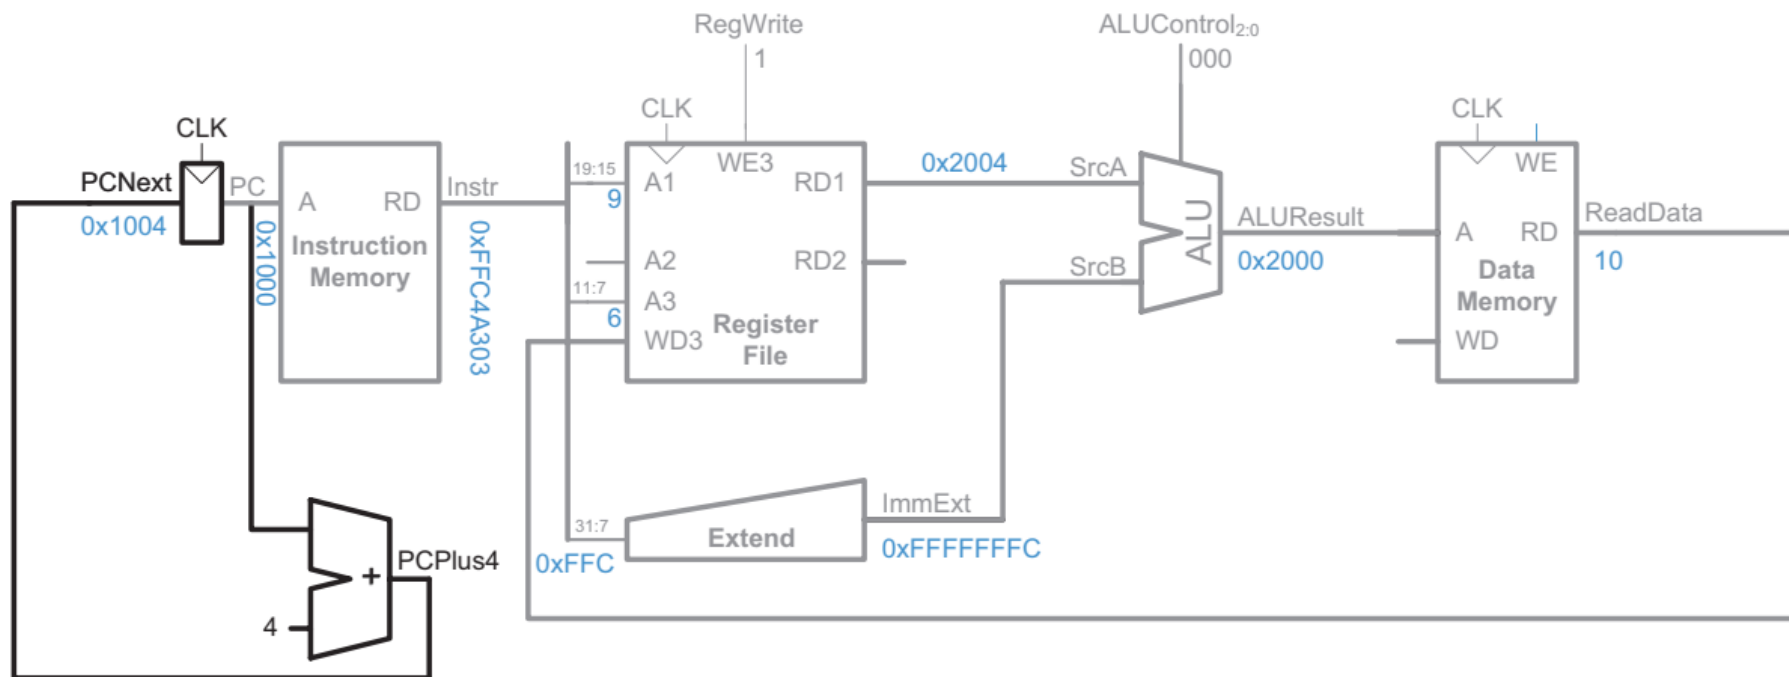 RegWrite
1
ALUControl2:0
000
CLK
PCNext
0x1004
PC
0x1000
A
RD
Instruction
Memory
Instr
0xFFC4A303
CLK
WE3
19:15
9
A1
RD1
A2
RD2
11:7
6
A3
WD3
Register
File
0x2004
SrcA
SrcB
ALU
ALUResult
0x2000
CLK
WE
A
RD
Data
Memory
WD
ReadData
10
31:7
0xFFC
Extend
ImmExt
0xFFFFFFFC
+
PCPlus4
4